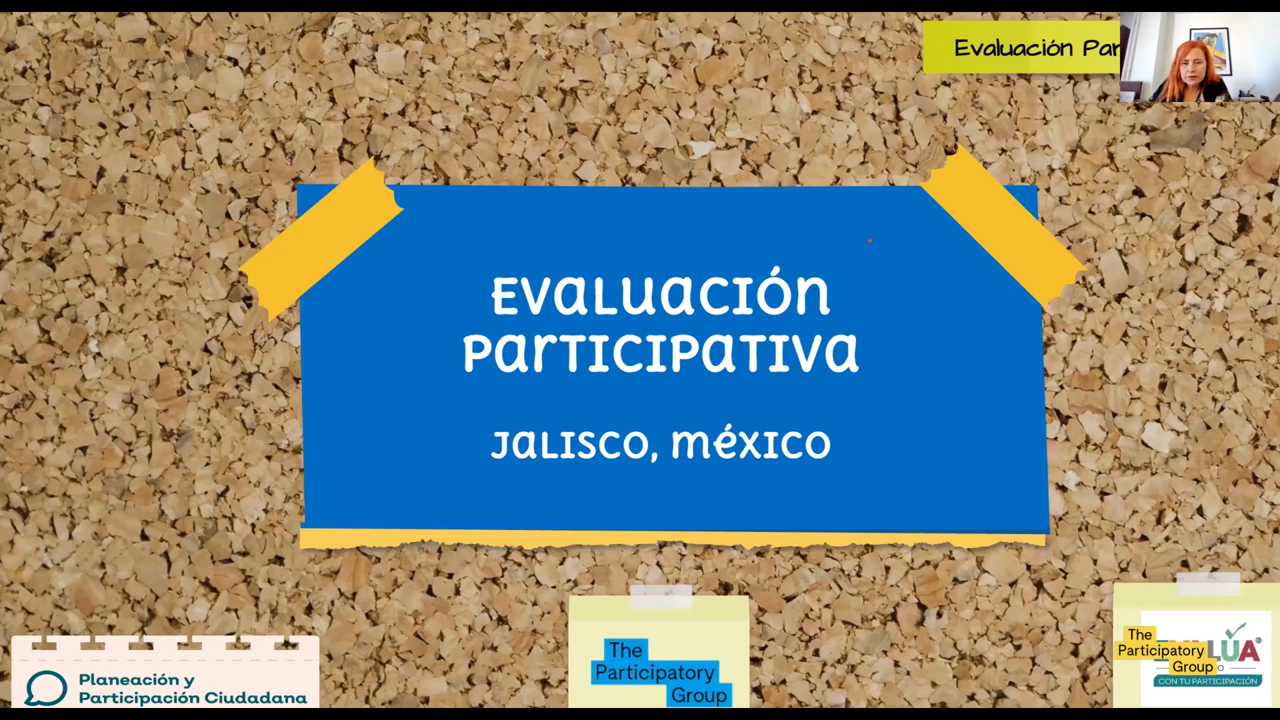 Evaluación Par
Evaluación
participativa
Jalisco, México
Planeación y
Participación Ciudadana
The
Participatory
Group
The
Participatory
Group
LÚA®
CON TU PARTICIPACIÓN